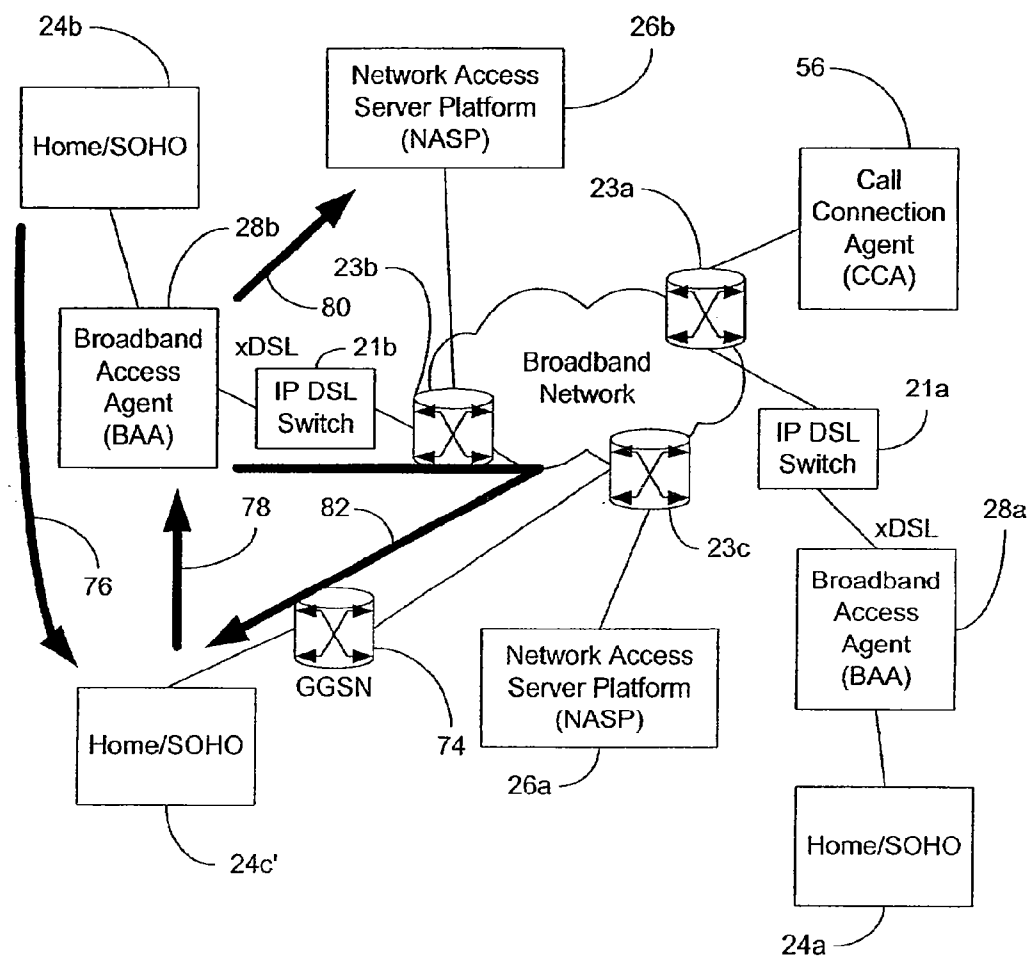 24b
26b
Network Access
Server Platform
(NASP)
56
Home/SOHO
Call
Connection
Agent
(CCA)
23a
28b
23b
80
Broadband
Access
Agent
(BAA)
xDSL
21b
IP DSL
Switch
Broadband
Network
21a
IP DSL
Switch
76
78
82
23c
xDSL
28a
Broadband
Access
Agent
(BAA)
Network Access
Server Platform
(NASP)
GGSN
74
Home/SOHO
26a
24c'
Home/SOHO
24a